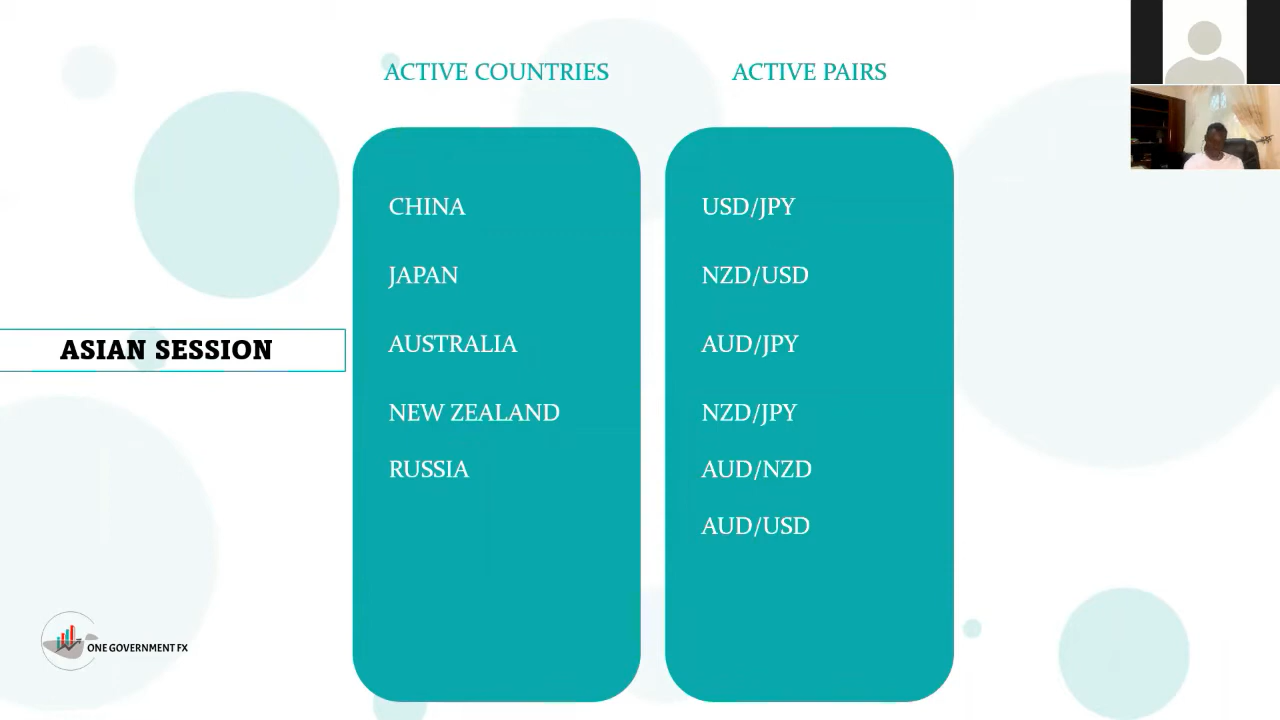 ACTIVE COUNTRIES
ACTIVE PAIRS
CHINA
JAPAN
AUSTRALIA
NEW ZEALAND
RUSSIA
USD/JPY
NZD/USD
AUD/JPY
NZD/JPY
AUD/NZD
AUD/USD
ASIAN SESSION
ONE GOVERNMENT FX